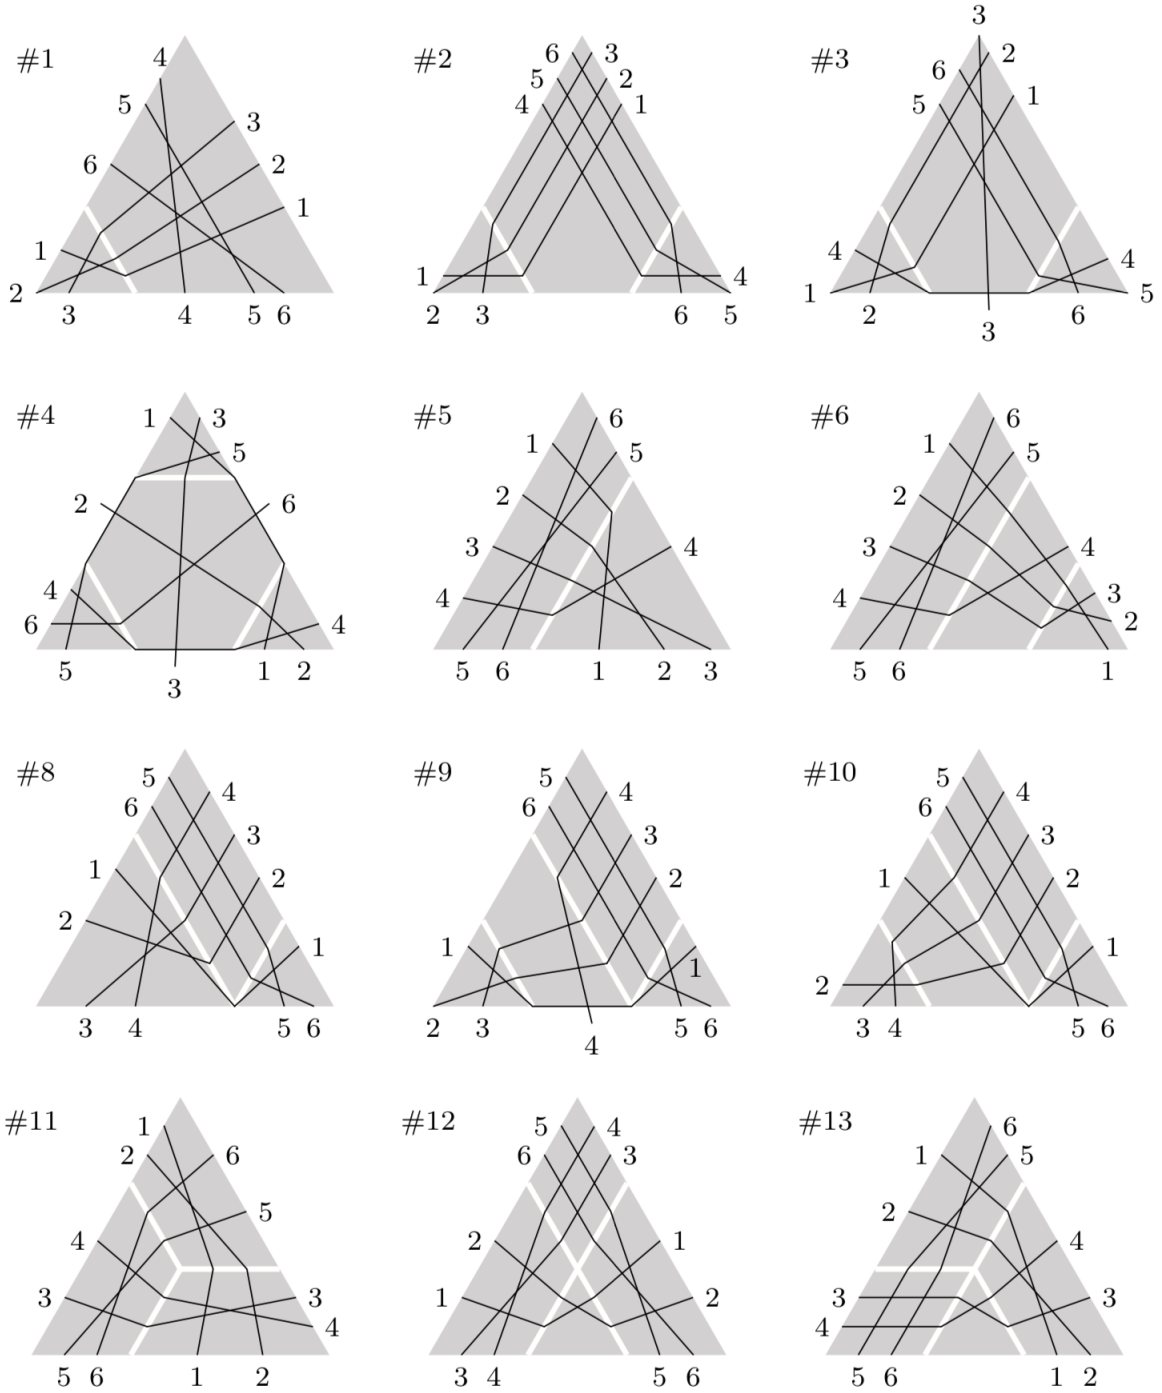 3
#1 4 #2 6 3 #3 6 2
5 2
5 3 4 1 5 1
6 2
1 1 4 4
1 4
2 1 5
3 4 5 6 2 3 6 5 2 3 6
#4 1 3 #5 6 #6 6
5 1 5 1 5
2 6 2 2
3 4 3 4
4 4 4 3
6 4 2
5 3 1 2 5 6 1 2 3 5 6 1
#8 5 4 #9 5 4 #10 5 4
6 3 6 3 6 3
1 2 2 1 2
2 1 1 1 1
1 2
3 4 5 6 2 3 4 5 6 3 4 5 6
#11 1 #12 5 4 #13 6
2 6 6 3 1 5
5 2
4 2 1 4
3 3 1 2 3 3
4 4
5 6 1 2 3 4 5 6 5 6 1 2